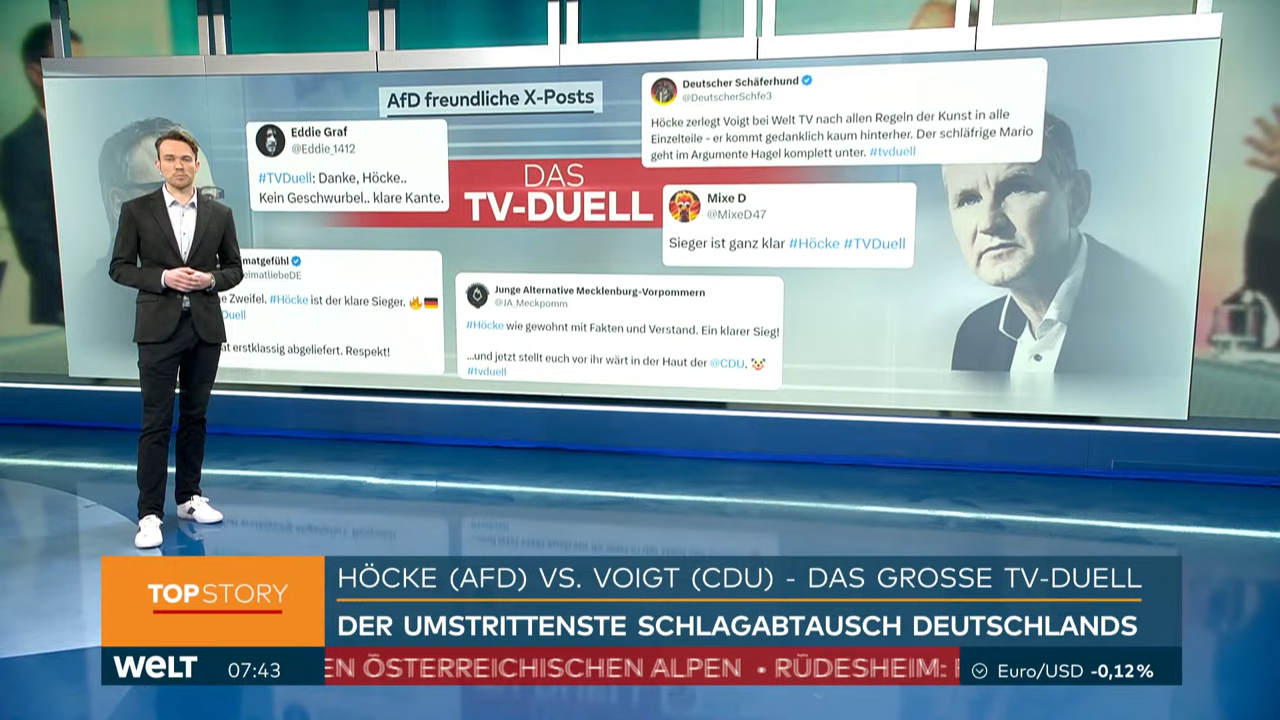 AfD freundliche X-Posts
Eddie Graf
@Eddie_1412
#TVDuell: Danke, Höcke..
Kein Geschwurbel.. klare Kante.
DAS
TV-DUELL
Deutscher Schäferhund
@DeutscherSchfe3
Höcke zerlegt Voigt bei Welt TV nach allen Regeln der Kunst in alle
Einzelteile - er kommt gedanklich kaum hinterher. Der schläfrige Mario
geht im Argumente Hagel komplett unter. #tvduell
Mixe D
@MixeD47
Sieger ist ganz klar #Höcke #TVDuell
matgefühl
eimatliebeDE
e Zweifel. #Höcke ist der klare Sieger. 🔥🇩🇪
Duell
at erstklassig abgeliefert. Respekt!
Junge Alternative Mecklenburg-Vorpommern
@JA_Meckpomm
#Höcke wie gewohnt mit Fakten und Verstand. Ein klarer Sieg!
...und jetzt stellt euch vor ihr wärt in der Haut der @CDU. 🤡
#tvduell
TOPSTORY
HÖCKE (AFD) VS. VOIGT (CDU) - DAS GROSSE TV-DUELL
DER UMSTRITTENSTE SCHLAGABTAUSCH DEUTSCHLANDS
WELT 07:43
EN ÖSTERREICHISCHEN ALPEN • RÜDESHEIM:
Euro/USD -0,12%